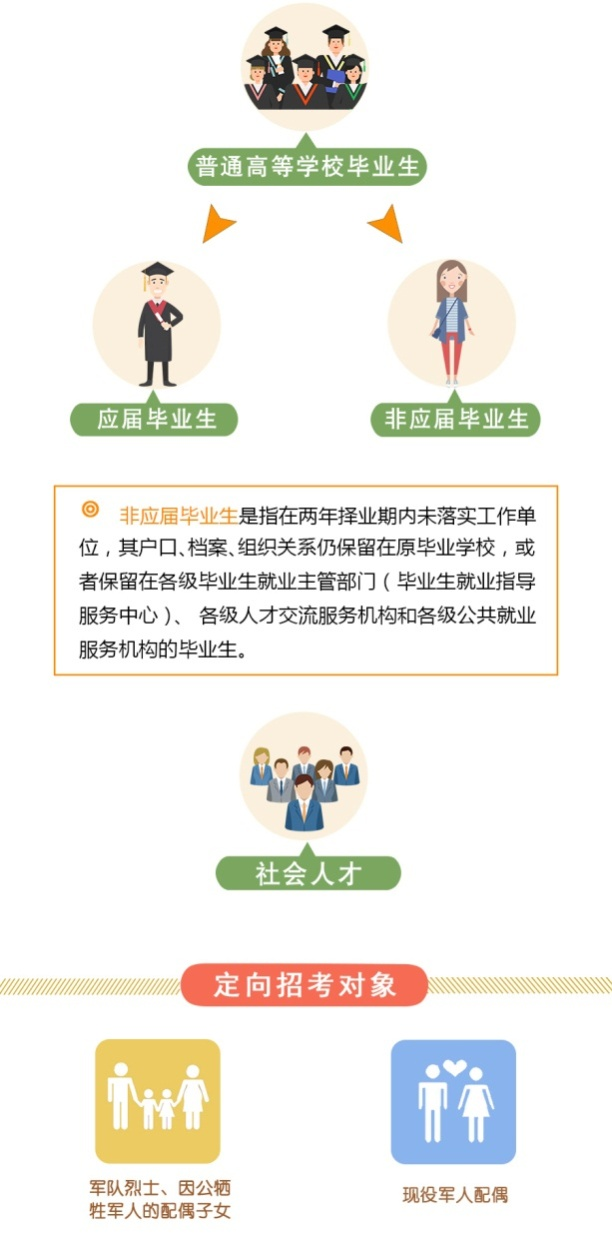 普通高等学校毕业生
应届毕业生
非应届毕业生
非应届毕业生是指在两年择业期内未落实工作单
位，其户口、档案、组织关系仍保留在原毕业学校，或
者保留在各级毕业生就业主管部门（毕业生就业指导
服务中心）、 各级人才交流服务机构和各级公共就业
服务机构的毕业生。
社会人才
定向招考对象
军队烈士、因公牺
牲军人的配偶子女
现役军人配偶